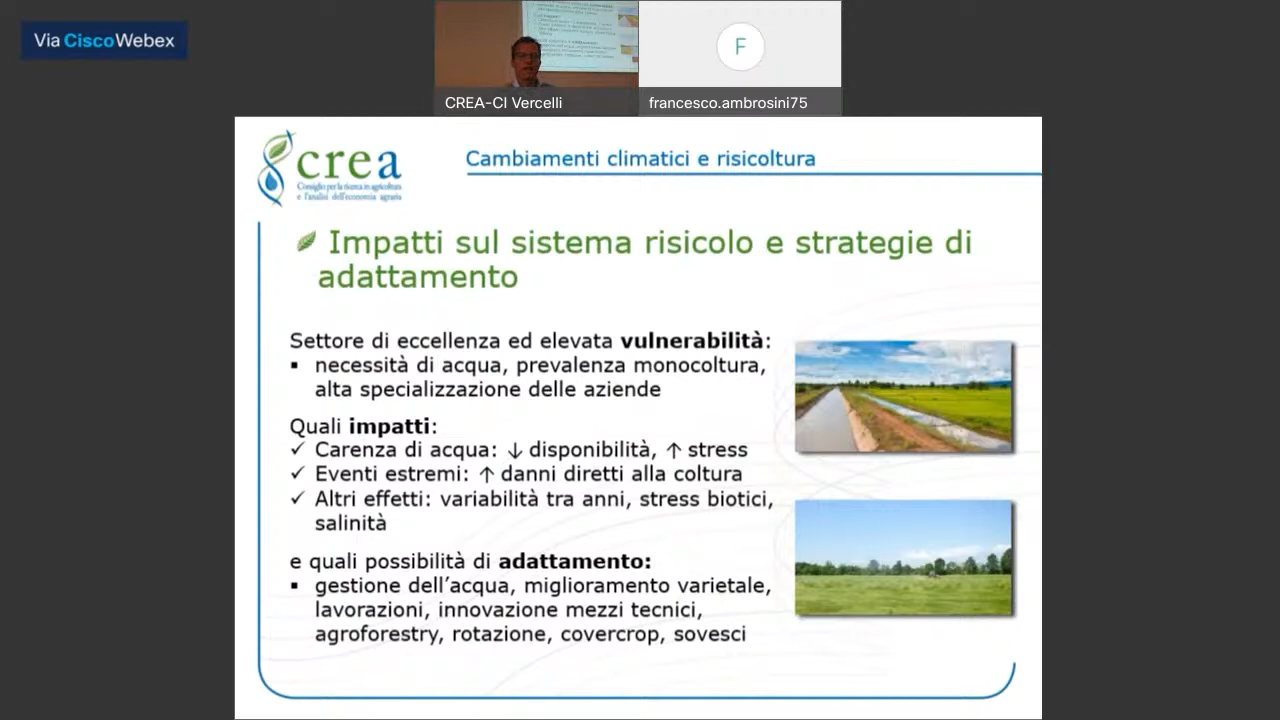 Via Cisco Webex
CREA-CI Vercelli
F
francesco.ambrosini75
crea
Consiglio per la ricerca in agricoltura
e l'analisi dell'economia agraria
Cambiamenti climatici e risicoltura
Impatti sul sistema risicolo e strategie di
adattamento
Settore di eccellenza ed elevata vulnerabilità:
▪ necessità di acqua, prevalenza monocoltura,
alta specializzazione delle aziende
Quali impatti:
✓ Carenza di acqua: ↓ disponibilità, ↑ stress
✓ Eventi estremi: ↑ danni diretti alla coltura
✓ Altri effetti: variabilità tra anni, stress biotici,
salinità
e quali possibilità di adattamento:
▪ gestione dell'acqua, miglioramento varietale,
lavorazioni, innovazione mezzi tecnici,
agroforestry, rotazione, covercrop, sovesci